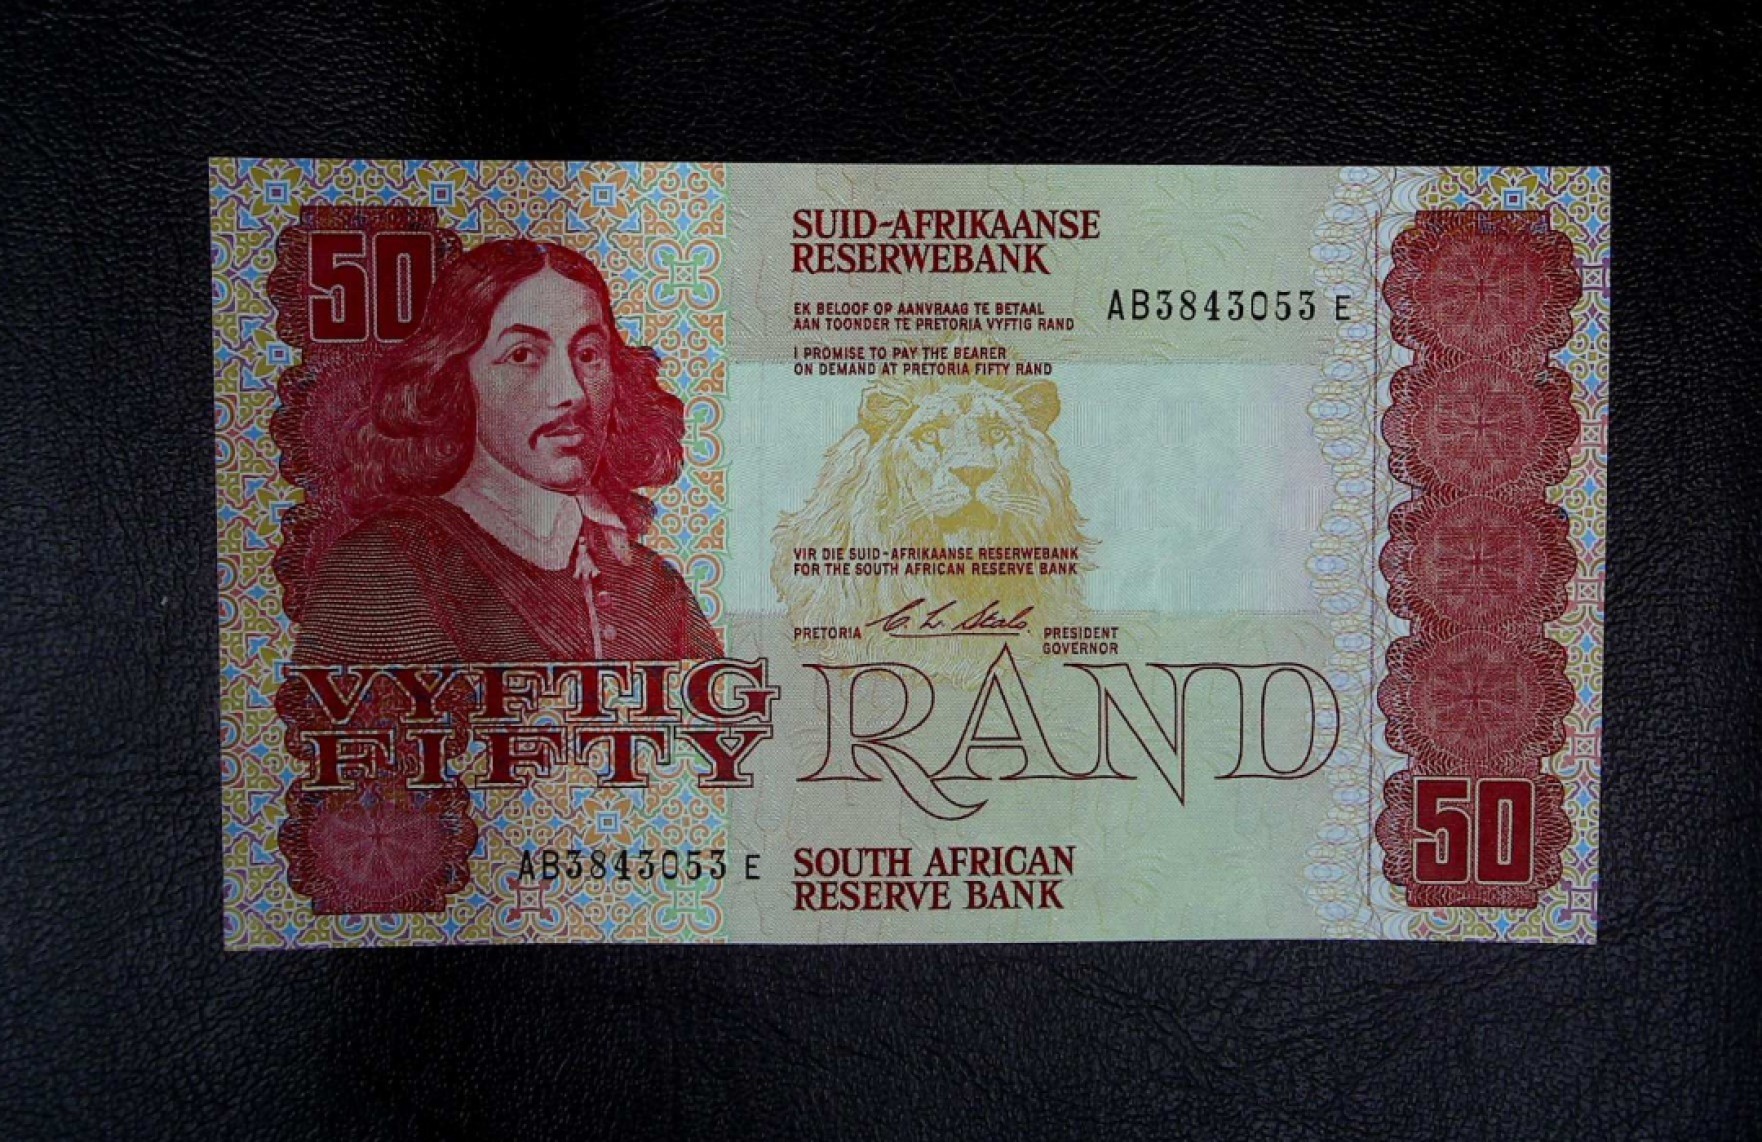 50
SUID-AFRIKAANSE
RESERWEBANK
EK BELOOF OP AANVRAAG TE BETAAL
AAN TOONDER TE PRETORIA VYFTIG RAND
AB3843053 E
I PROMISE TO PAY THE BEARER
ON DEMAND AT PRETORIA FIFTY RAND
VIR DIE SUID-AFRIKAANSE RESERWEBANK
FOR THE SOUTH AFRICAN RESERVE BANK
C. L. Stals.
PRETORIA PRESIDENT
GOVERNOR
VYFTIG
FIFTY
RAND
50
AB3843053 E
SOUTH AFRICAN
RESERVE BANK